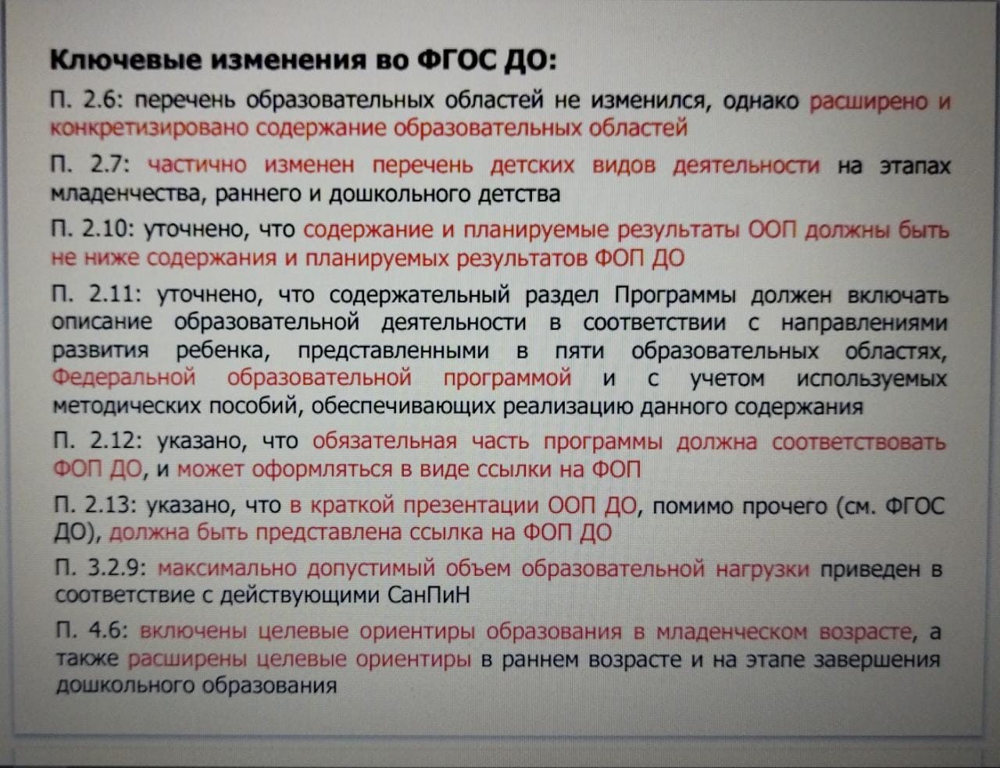 Ключевые изменения во ФГОС ДО:
П. 2.6: перечень образовательных областей не изменился, однако расширено и
конкретизировано содержание образовательных областей
П. 2.7: частично изменен перечень детских видов деятельности на этапах
младенчества, раннего и дошкольного детства
П. 2.10: уточнено, что содержание и планируемые результаты ООП должны быть
не ниже содержания и планируемых результатов ФОП ДО
П. 2.11: уточнено, что содержательный раздел Программы должен включать
описание образовательной деятельности в соответствии с направлениями
развития ребенка, представленными в пяти образовательных областях,
Федеральной образовательной программой и с учетом используемых
методических пособий, обеспечивающих реализацию данного содержания
П. 2.12: указано, что обязательная часть программы должна соответствовать
ФОП ДО, и может оформляться в виде ссылки на ФОП
П. 2.13: указано, что в краткой презентации ООП ДО, помимо прочего (см. ФГОС
ДО), должна быть представлена ссылка на ФОП ДО
П. 3.2.9: максимально допустимый объем образовательной нагрузки приведен в
соответствие с действующими СанПиН
П. 4.6: включены целевые ориентиры образования в младенческом возрасте, а
также расширены целевые ориентиры в раннем возрасте и на этапе завершения
дошкольного образования